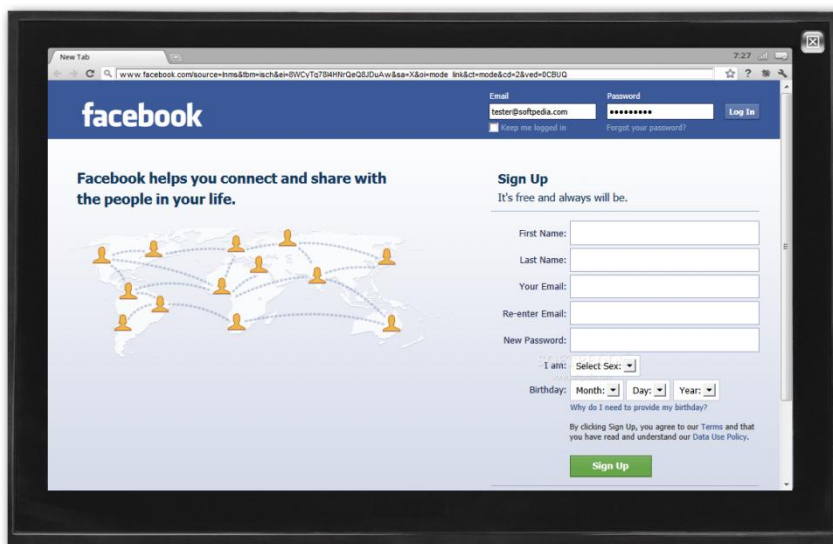 New Tab
7:27
www.facebook.com/source=lnms&tbm=isch&ei=8WCyTq78I4HNrQeQ8JDuAw&sa=X&oi=mode link&ct=mode&cd=2&ved=0CBUQ
facebook
Email
Password
tester@softpedia.com
Log In
Keep me logged in
Forgot your password?
Facebook helps you connect and share with
the people in your life.
Sign Up
It's free and always will be.
First Name:
Last Name:
Your Email:
Re-enter Email:
New Password:
I am: Select Sex:
Birthday: Month: Day: Year:
Why do I need to provide my birthday?
By clicking Sign Up, you agree to our Terms and that
you have read and understand our Data Use Policy.
Sign Up